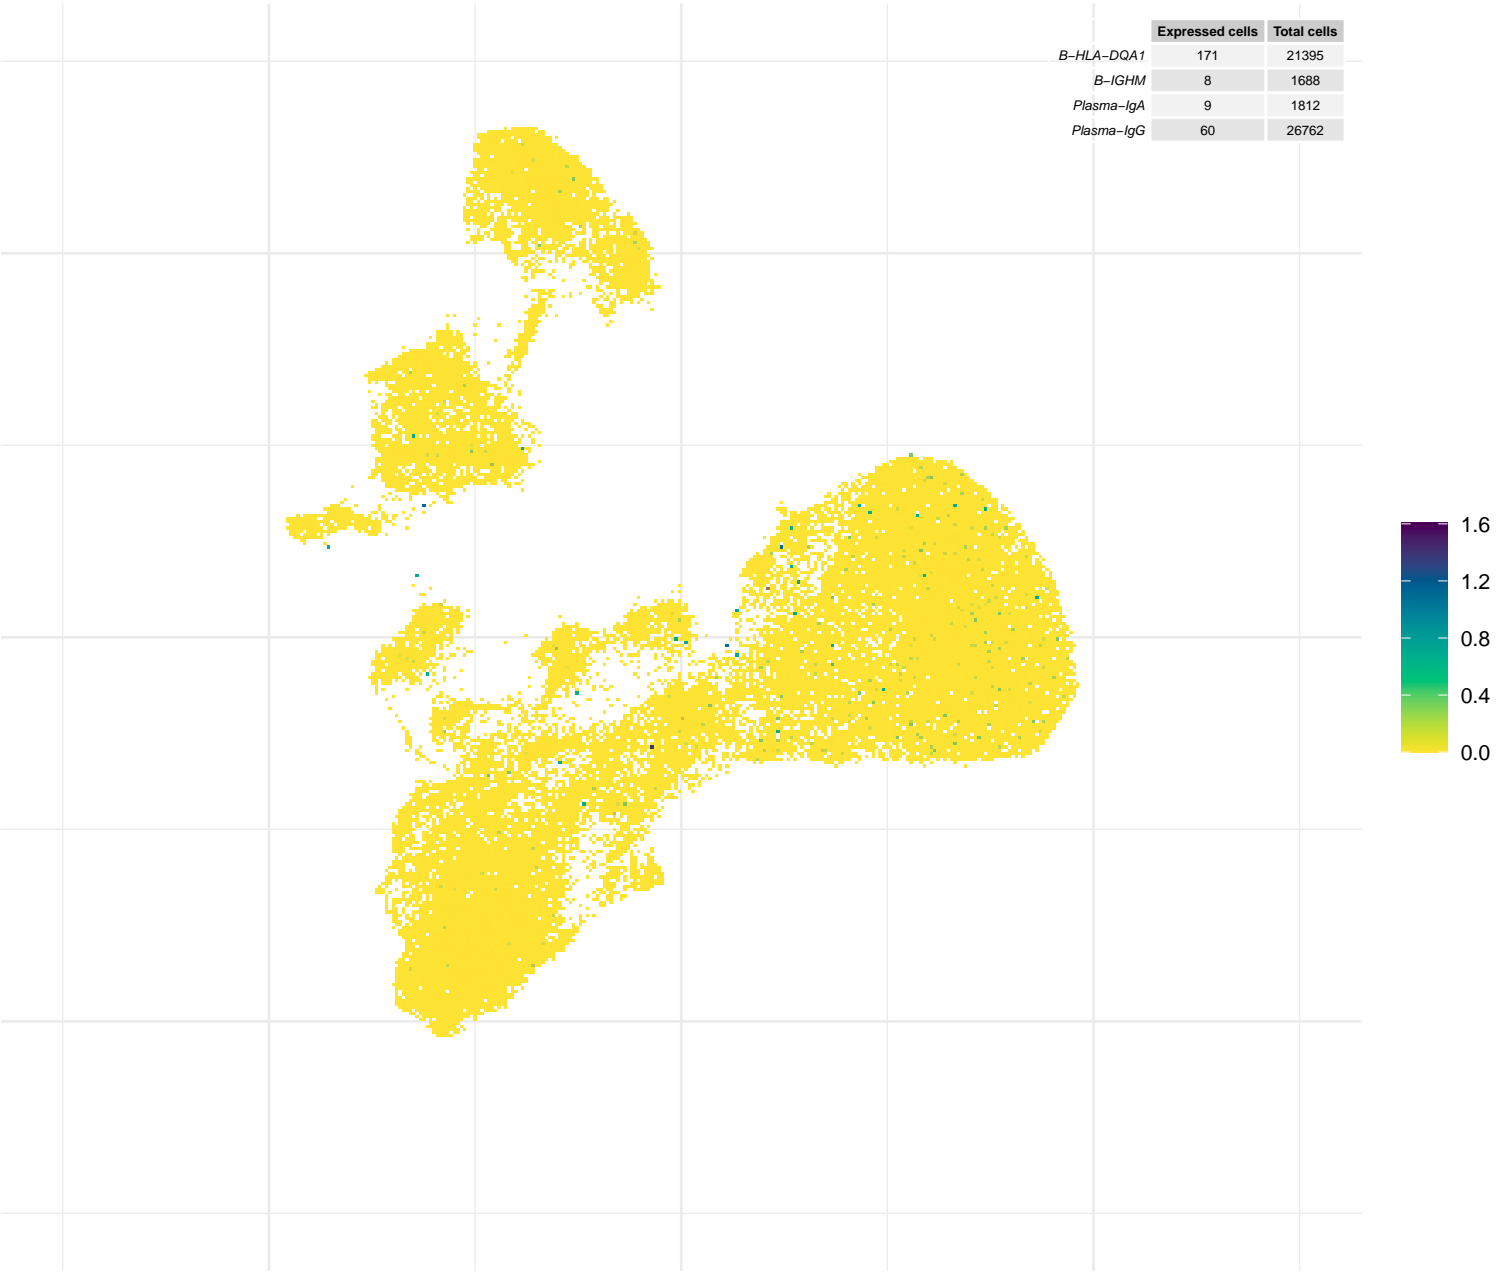 Expressed cells Total cells
B−HLA−DQA1 171 21395
B−IGHM 8 1688
Plasma−IgA 9 1812
Plasma−IgG 60 26762
1.6
1.2
0.8
0.4
0.0